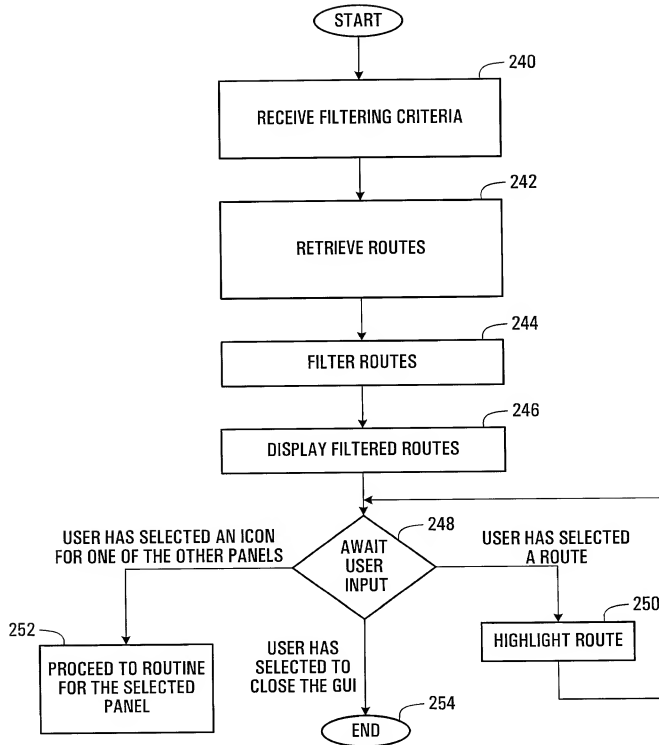 START
240
RECEIVE FILTERING CRITERIA
242
RETRIEVE ROUTES
244
FILTER ROUTES
246
DISPLAY FILTERED ROUTES
USER HAS SELECTED AN ICON
FOR ONE OF THE OTHER PANELS
248
AWAIT
USER
INPUT
USER HAS SELECTED
A ROUTE
252
PROCEED TO ROUTINE
FOR THE SELECTED
PANEL
USER HAS
SELECTED TO
CLOSE THE GUI
250
HIGHLIGHT ROUTE
254
END